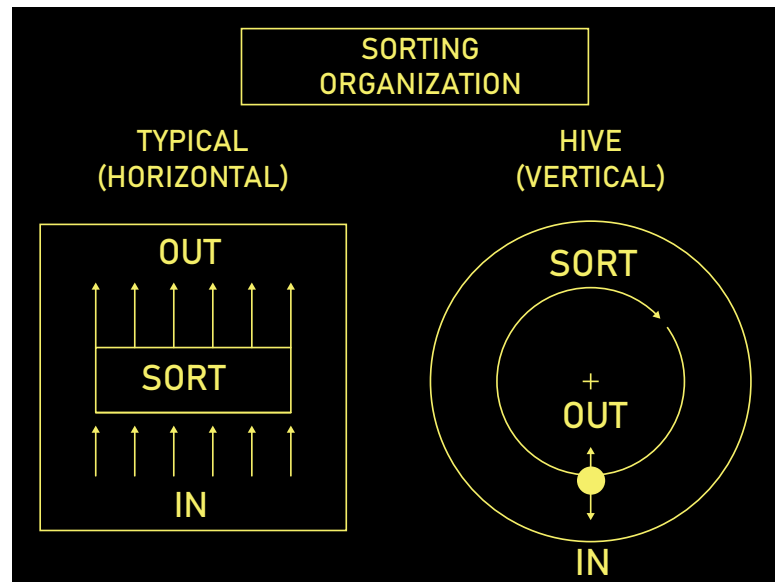 SORTING
ORGANIZATION
TYPICAL
(HORIZONTAL)
OUT
SORT
IN
HIVE
(VERTICAL)
SORT
OUT
IN